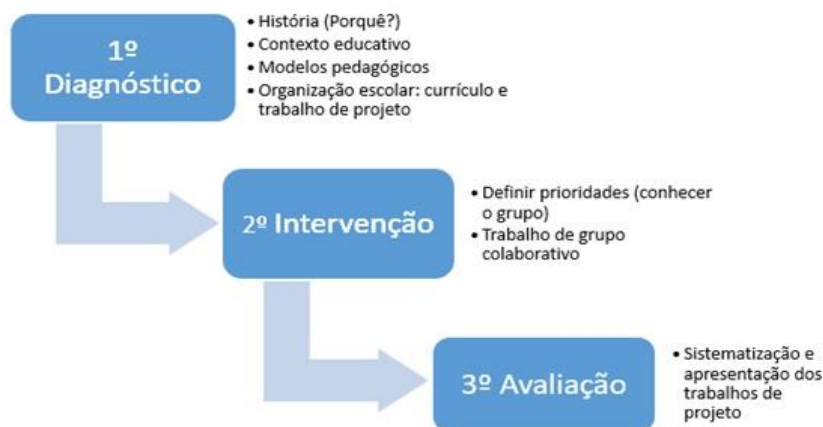 1º
Diagnóstico
• História (Porquê?)
• Contexto educativo
• Modelos pedagógicos
• Organização escolar: currículo e
trabalho de projeto
2º Intervenção
• Definir prioridades (conhecer
o grupo)
• Trabalho de grupo
colaborativo
3º Avaliação
• Sistematização e
apresentação dos
trabalhos de
projeto